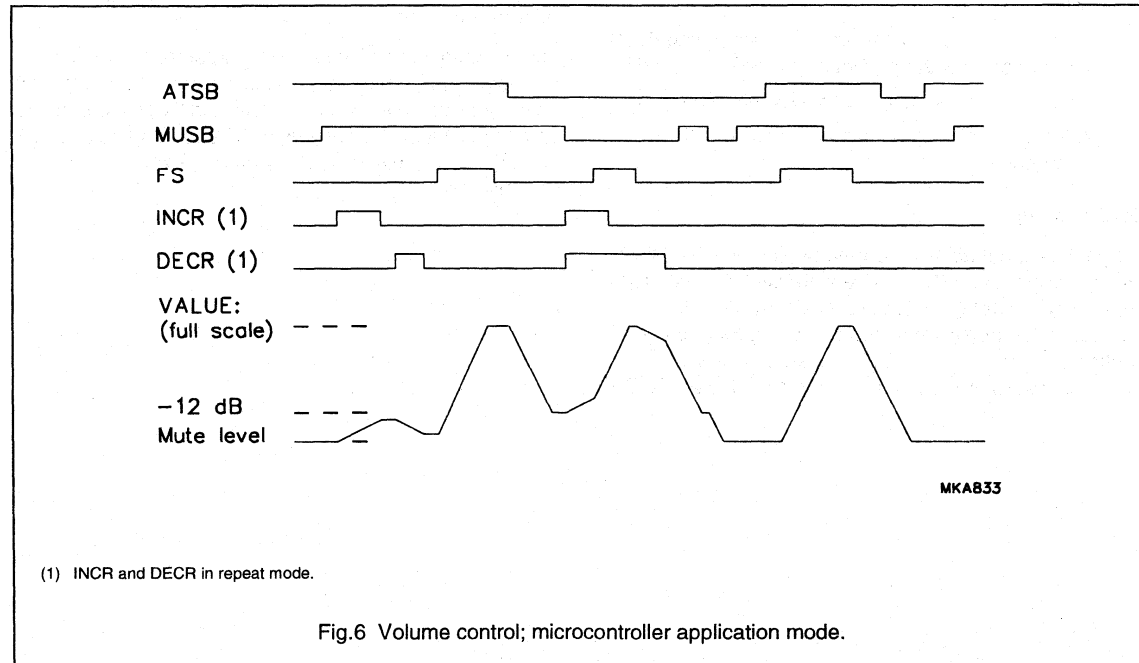 ATSB
MUSB
FS
INCR (1)
DECR (1)
VALUE:
(full scale)
-12 dB
Mute level
MKA833
(1) INCR and DECR in repeat mode.
Fig.6 Volume control; microcontroller application mode.